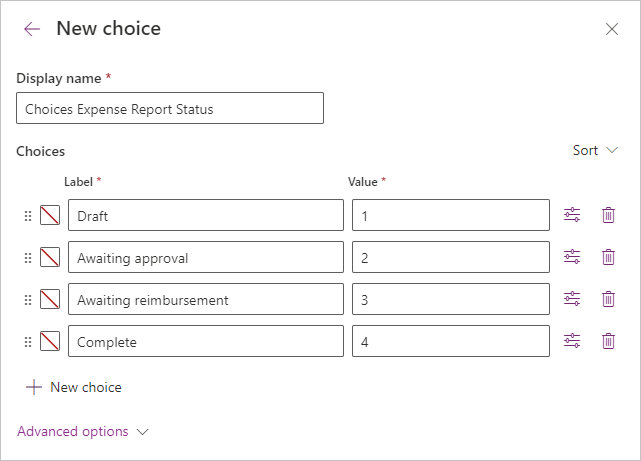 New choice
Display name *
Choices Expense Report Status
Choices Sort
Label * Value *
Draft 1
Awaiting approval 2
Awaiting reimbursement 3
Complete 4
New choice
Advanced options